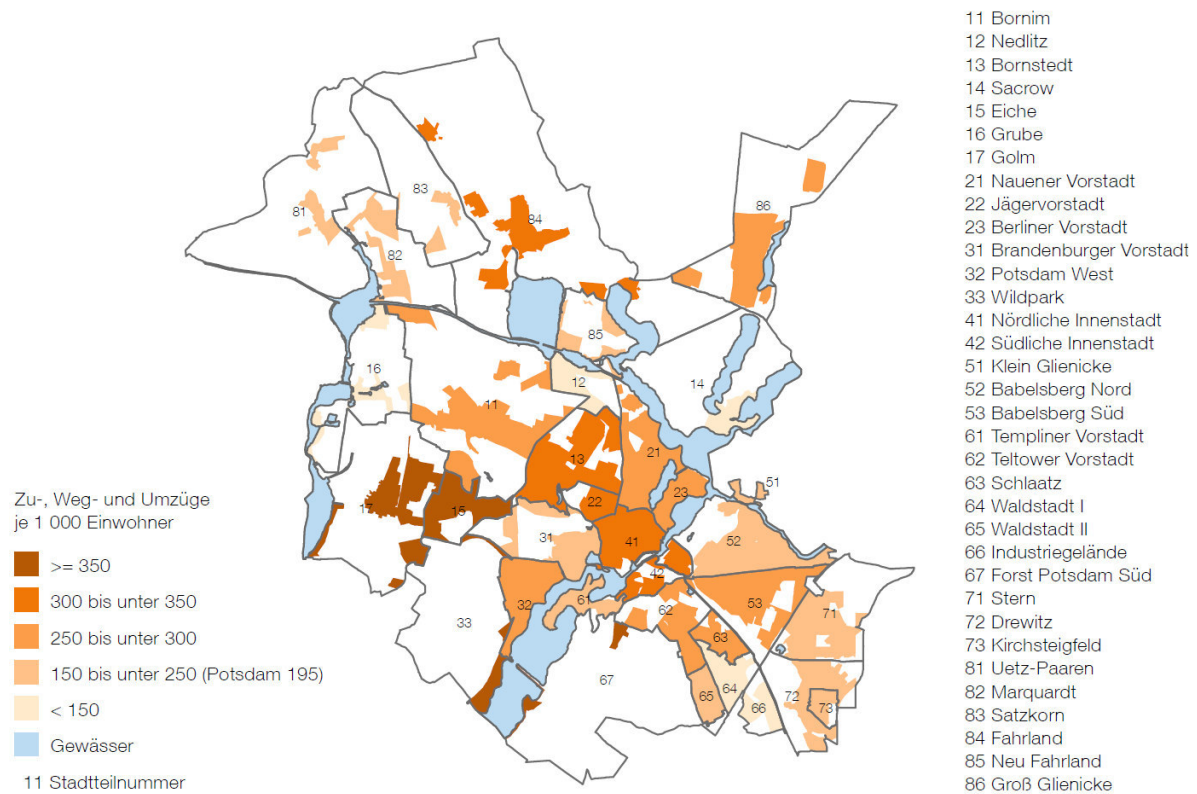 11 Bornim
12 Nedlitz
13 Bornstedt
14 Sacrow
15 Eiche
16 Grube
17 Golm
21 Nauener Vorstadt
22 Jägervorstadt
23 Berliner Vorstadt
31 Brandenburger Vorstadt
32 Potsdam West
33 Wildpark
41 Nördliche Innenstadt
42 Südliche Innenstadt
51 Klein Glienicke
52 Babelsberg Nord
53 Babelsberg Süd
61 Templiner Vorstadt
62 Teltower Vorstadt
63 Schlaatz
64 Waldstadt I
65 Waldstadt II
66 Industriegelände
67 Forst Potsdam Süd
71 Stern
72 Drewitz
73 Kirchsteigfeld
81 Uetz-Paaren
82 Marquardt
83 Satzkorn
84 Fahrland
85 Neu Fahrland
86 Groß Glienicke
83
86
81
84
82
85
16
12
14
11
13
21
51
22
23
17
15
31
41
52
42
32
61
62
53
71
63
33
67
65
64
66
72
73
Zu-, Weg- und Umzüge
je 1 000 Einwohner
>= 350
300 bis unter 350
250 bis unter 300
150 bis unter 250 (Potsdam 195)
< 150
Gewässer
11 Stadtteilnummer